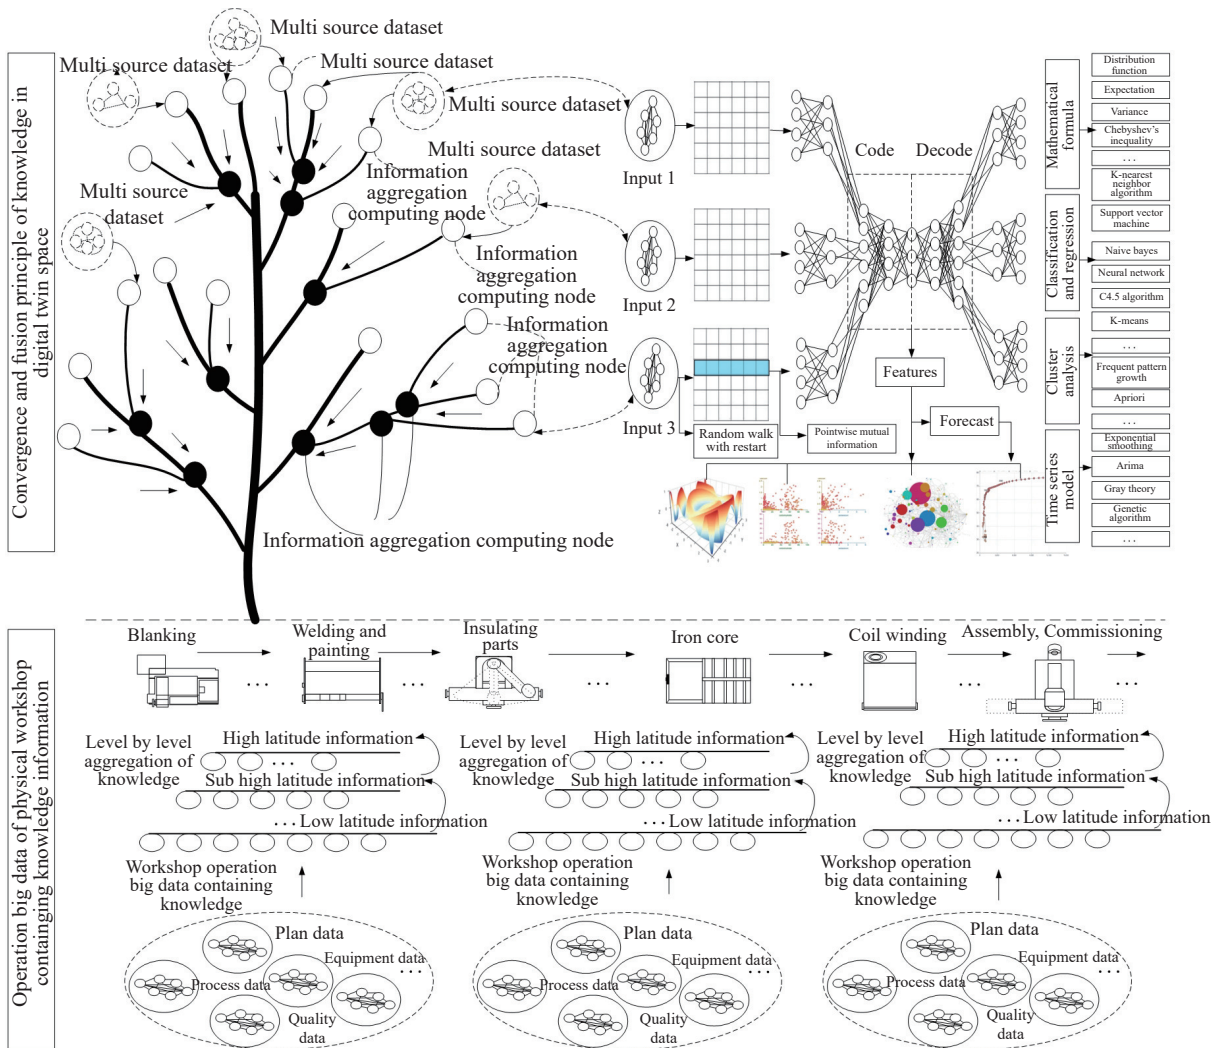 Convergence and fusion principle of knowledge in
digital twin space
Multi source dataset
Multi source dataset
Multi source dataset
Multi source dataset
Multi source dataset
Multi source
dataset
Information
aggregation
computing node
Information
aggregation
computing node
Information
aggregation
computing node
Information aggregation computing node
Input 1
Input 2
Input 3
Code
Decode
Features
Forecast
Random walk
with restart
Pointwise mutual
information
Mathematical
formula
Classification
and regression
Cluster
analysis
Time series
model
Distribution
function
Expectation
Variance
Chebyshev's
inequality
...
K-nearest
neighbor
algorithm
Support vector
machine
Naive bayes
Neural network
C4.5 algorithm
K-means
...
Frequent pattern
growth
Apriori
...
Exponential
smoothing
Arima
Gray theory
Genetic
algorithm
...
Operation big data of physical workshop
containging knowledge information
Blanking
...
Welding and
painting
...
Insulating
parts
...
Iron core
...
Coil winding
...
Assembly, Commissioning
...
Level by level
aggregation of
knowledge
High latitude information
...
Sub high latitude information
...Low latitude information
Workshop operation
big data containing
knowledge
Plan data
Equipment data
...
Process data
Quality
data
Level by level
aggregation of
knowledge
High latitude information
...
Sub high latitude information
...Low latitude information
Workshop operation
big data containing
knowledge
Plan data
Equipment data
...
Process data
Quality
data
Level by level
aggregation of
knowledge
High latitude information
...
Sub high latitude information
...Low latitude information
Workshop operation
big data containing
knowledge
Plan data
Equipment data
...
Process data
Quality
data